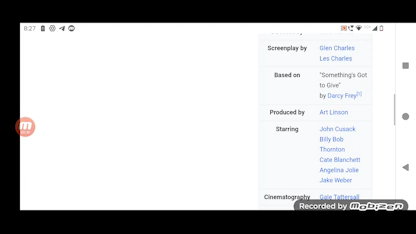 8:27
Screenplay by Glen Charles
Les Charles
Based on "Something's Got
to Give"
by Darcy Frey[1]
Produced by Art Linson
Starring John Cusack
Billy Bob
Thornton
Cate Blanchett
Angelina Jolie
Jake Weber
Cinematography Gale Tattersall
Recorded by mobizen